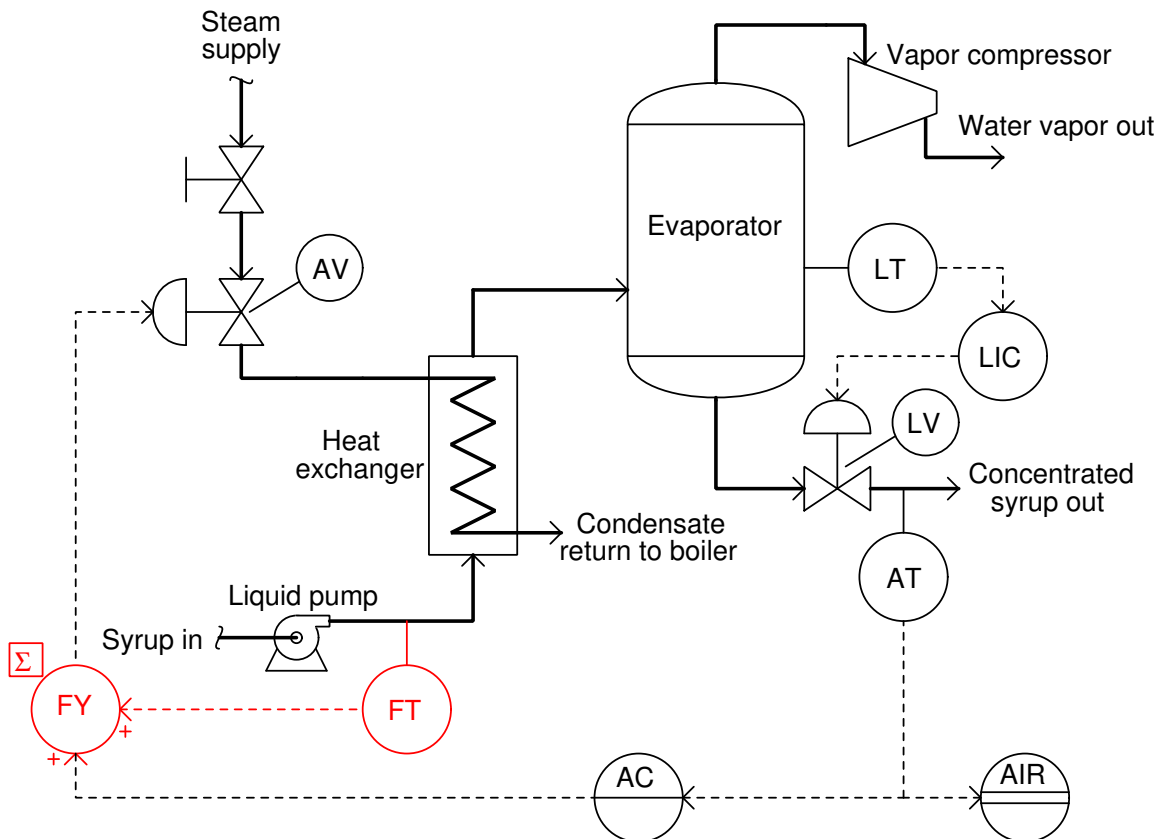 Steam
supply
Vapor compressor
Water vapor out
Evaporator
AV
LT
LIC
LV
Heat
exchanger
Concentrated
syrup out
Condensate
return to boiler
AT
Liquid pump
Syrup in
Σ
FY
+
+
FT
AC
AIR